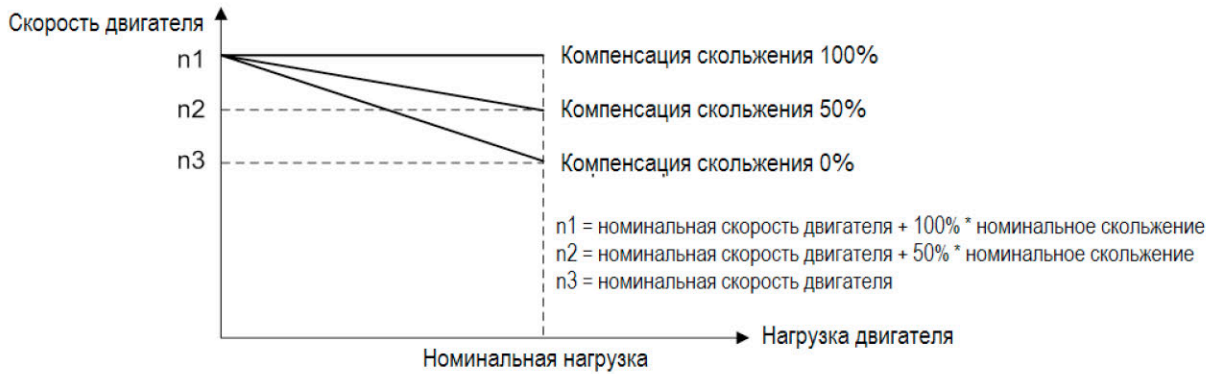 Скорость двигателя
n1
Компенсация скольжения 100%
n2
Компенсация скольжения 50%
n3
Компенсация скольжения 0%
n1 = номинальная скорость двигателя + 100% * номинальное скольжение
n2 = номинальная скорость двигателя + 50% * номинальное скольжение
n3 = номинальная скорость двигателя
Нагрузка двигателя
Номинальная нагрузка